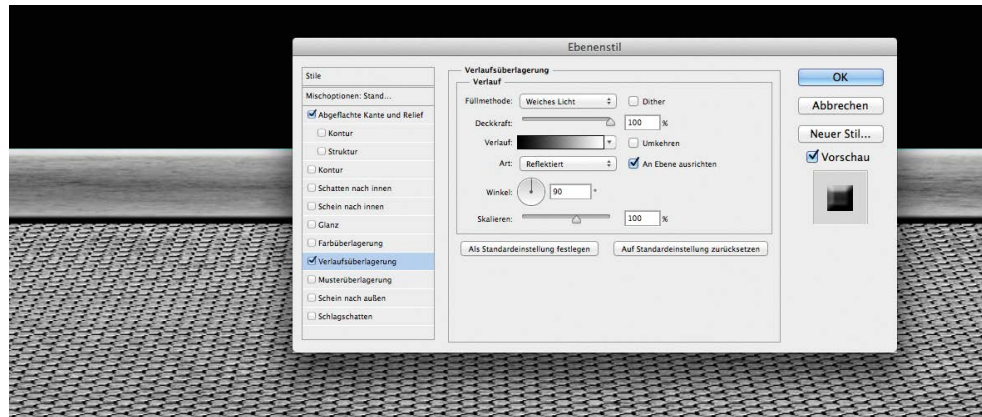 Ebenenstil
Stile
Mischoptionen: Stand...
Abgeflachte Kante und Relief
Kontur
Struktur
Kontur
Schatten nach innen
Schein nach innen
Glanz
Farbüberlagerung
Verlaufsüberlagerung
Musterüberlagerung
Schein nach außen
Schlagschatten
Verlaufsüberlagerung
Verlauf
Füllmethode: Weiches Licht Dither
Deckkraft: 100 %
Verlauf: Umkehren
Art: Reflektiert An Ebene ausrichten
Winkel: 90 °
Skalieren: 100 %
Als Standardeinstellung festlegen Auf Standardeinstellung zurücksetzen
OK
Abbrechen
Neuer Stil...
Vorschau